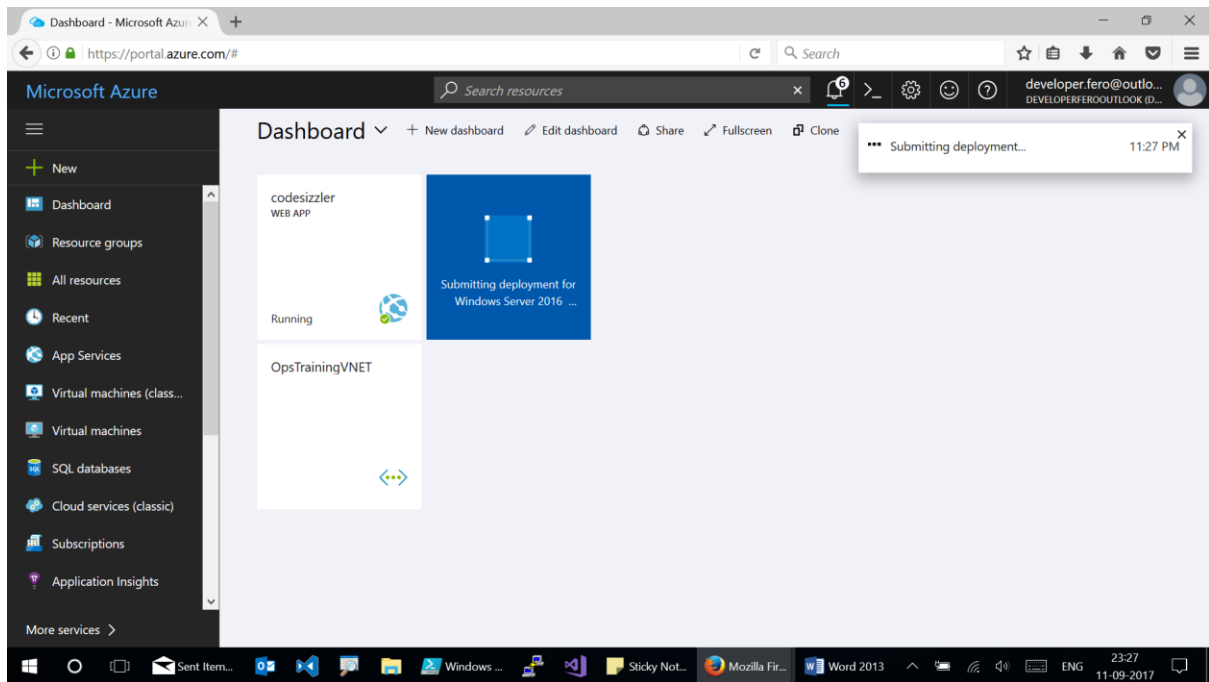 Dashboard - Microsoft Azur
https://portal.azure.com/#
Search
Microsoft Azure
Search resources
6
developer.fero@outlo...
DEVELOPERFEROOUTLOOK (D...
New
Dashboard
Resource groups
All resources
Recent
App Services
Virtual machines (class...
Virtual machines
SQL databases
Cloud services (classic)
Subscriptions
Application Insights
More services
Dashboard
New dashboard
Edit dashboard
Share
Fullscreen
Clone
Submitting deployment...
11:27 PM
codesizzler
WEB APP
Running
Submitting deployment for
Windows Server 2016 ...
OpsTrainingVNET
Sent Item...
Windows ...
Sticky Not...
Mozilla Fir...
Word 2013
ENG
23:27
11-09-2017